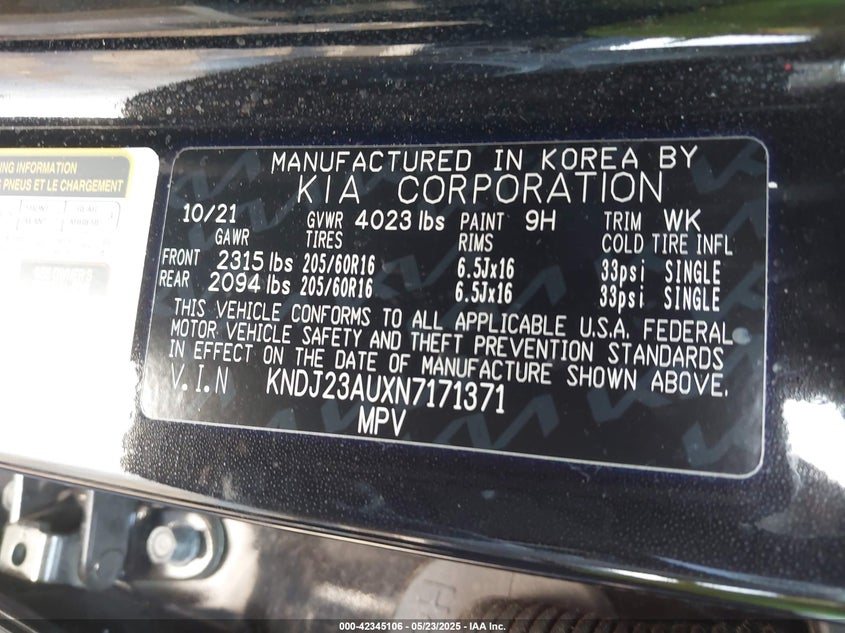 NG INFORMATION
PNEUS ET LE CHARGEMENT
MANUFACTURED IN KOREA BY
KIA CORPORATION
10/21 GVWR 4023 lbs PAINT 9H TRIM WK
GAWR TIRES RIMS COLD TIRE INFL
FRONT 2315 lbs 205/60R16 6.5Jx16 33psi SINGLE
REAR 2094 lbs 205/60R16 6.5Jx16 33psi SINGLE
THIS VEHICLE CONFORMS TO ALL APPLICABLE U.S.A. FEDERAL
MOTOR VEHICLE SAFETY AND THEFT PREVENTION STANDARDS
IN EFFECT ON THE DATE OF MANUFACTURE SHOWN ABOVE.
V.I.N KNDJ23AUXN7171371
MPV
000-42345106 - 05/23/2025 - IAA Inc.